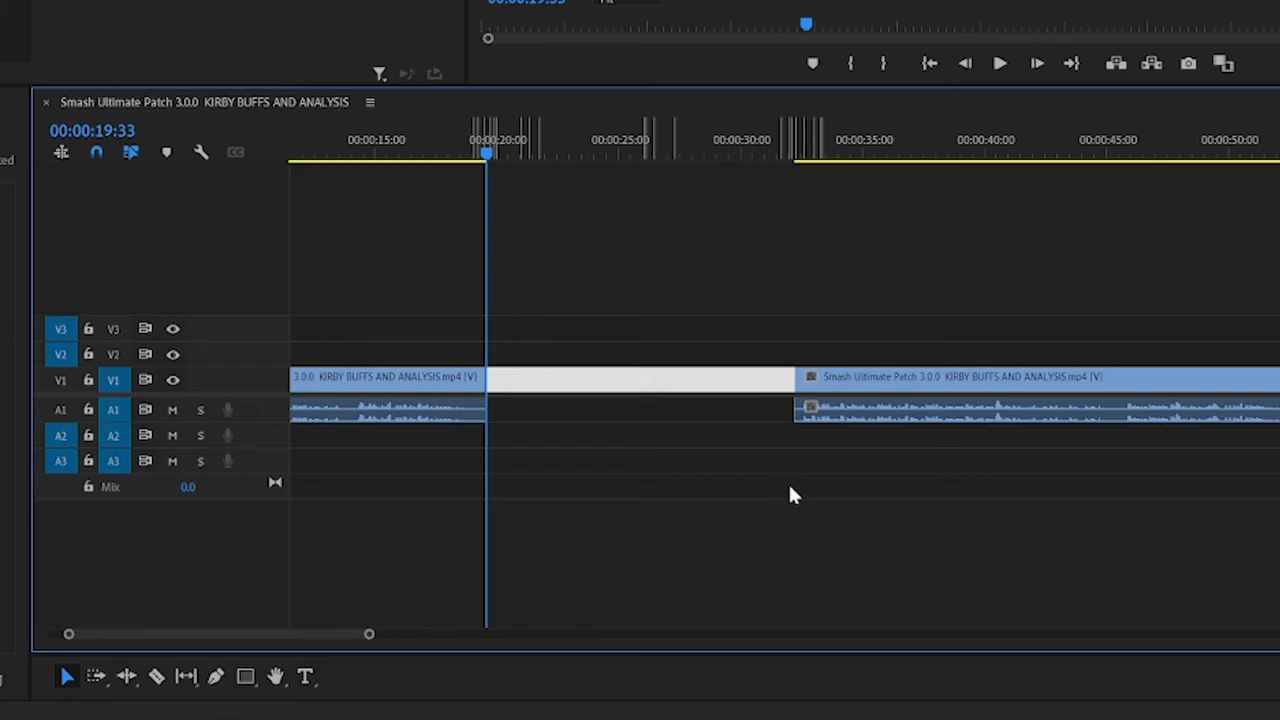 Smash Ultimate Patch 3.0.0 KIRBY BUFFS AND ANALYSIS
00:00:19:33
00:00:15:00 00:00:20:00 00:00:25:00 00:00:30:00 00:00:35:00 00:00:40:00 00:00:45:00 00:00:50:00
V3 V3
V2 V2
V1 V1 3.0.0 KIRBY BUFFS AND ANALYSIS.mp4 [V] fx Smash Ultimate Patch 3.0.0 KIRBY BUFFS AND ANALYSIS.mp4 [V]
A1 A1 M S
A2 A2 M S
A3 A3 M S
Mix 0.0
T